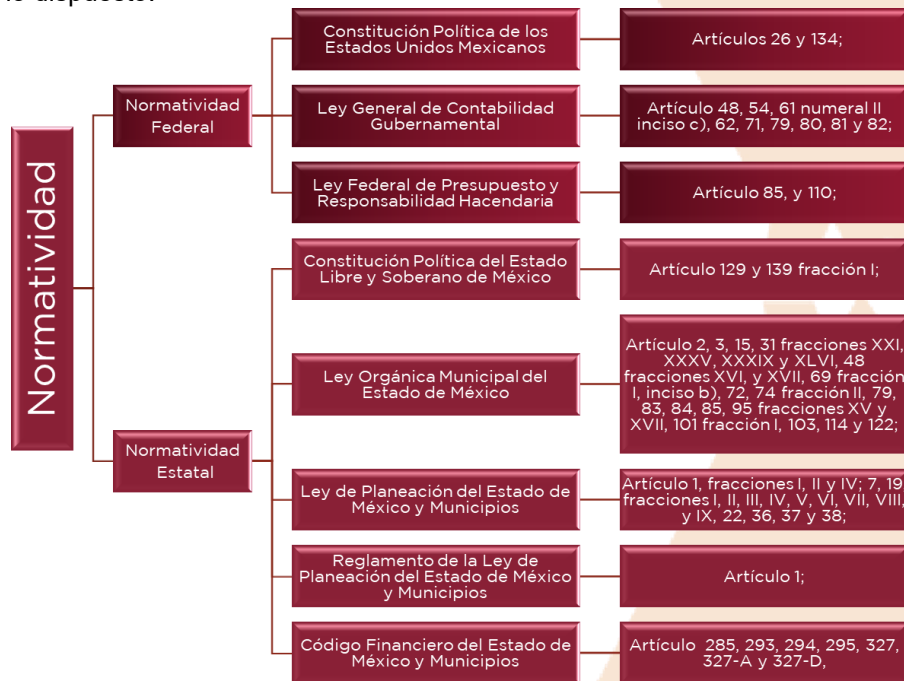 lo dispuesto:
Normatividad
Normatividad
Federal
Constitución Política de los
Estados Unidos Mexicanos
Artículos 26 y 134;
Ley General de Contabilidad
Gubernamental
Artículo 48, 54, 61 numeral II
inciso c), 62, 71, 79, 80, 81 y 82;
Ley Federal de Presupuesto y
Responsabilidad Hacendaria
Artículo 85, y 110;
Normatividad
Estatal
Constitución Política del Estado
Libre y Soberano de México
Artículo 129 y 139 fracción I;
Ley Orgánica Municipal del
Estado de México
Artículo 2, 3, 15, 31 fracciones XXI,
XXXV, XXXIX y XLVI, 48
fracciones XVI, y XVII, 69 fracción
I, inciso b), 72, 74 fracción II, 79,
83, 84, 85, 95 fracciones XV y
XVII, 101 fracción I, 103, 114 y 122;
Ley de Planeación del Estado de
México y Municipios
Artículo 1, fracciones I, II y IV; 7, 19
fracciones I, II, III, IV, V, VI, VII, VIII,
y IX, 22, 36, 37 y 38;
Reglamento de la Ley de
Planeación del Estado de México
y Municipios
Artículo 1;
Código Financiero del Estado de
México y Municipios
Artículo 285, 293, 294, 295, 327,
327-A y 327-D,